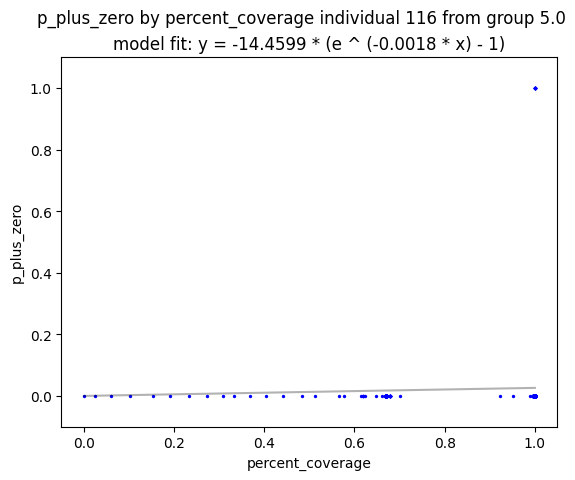 p_plus_zero by percent_coverage individual 116 from group 5.0
model fit: y = -14.4599 * (e ^ (-0.0018 * x) - 1)
1.0
0.8
0.6
0.4
0.2
0.0
p_plus_zero
0.0 0.2 0.4 0.6 0.8 1.0
percent_coverage